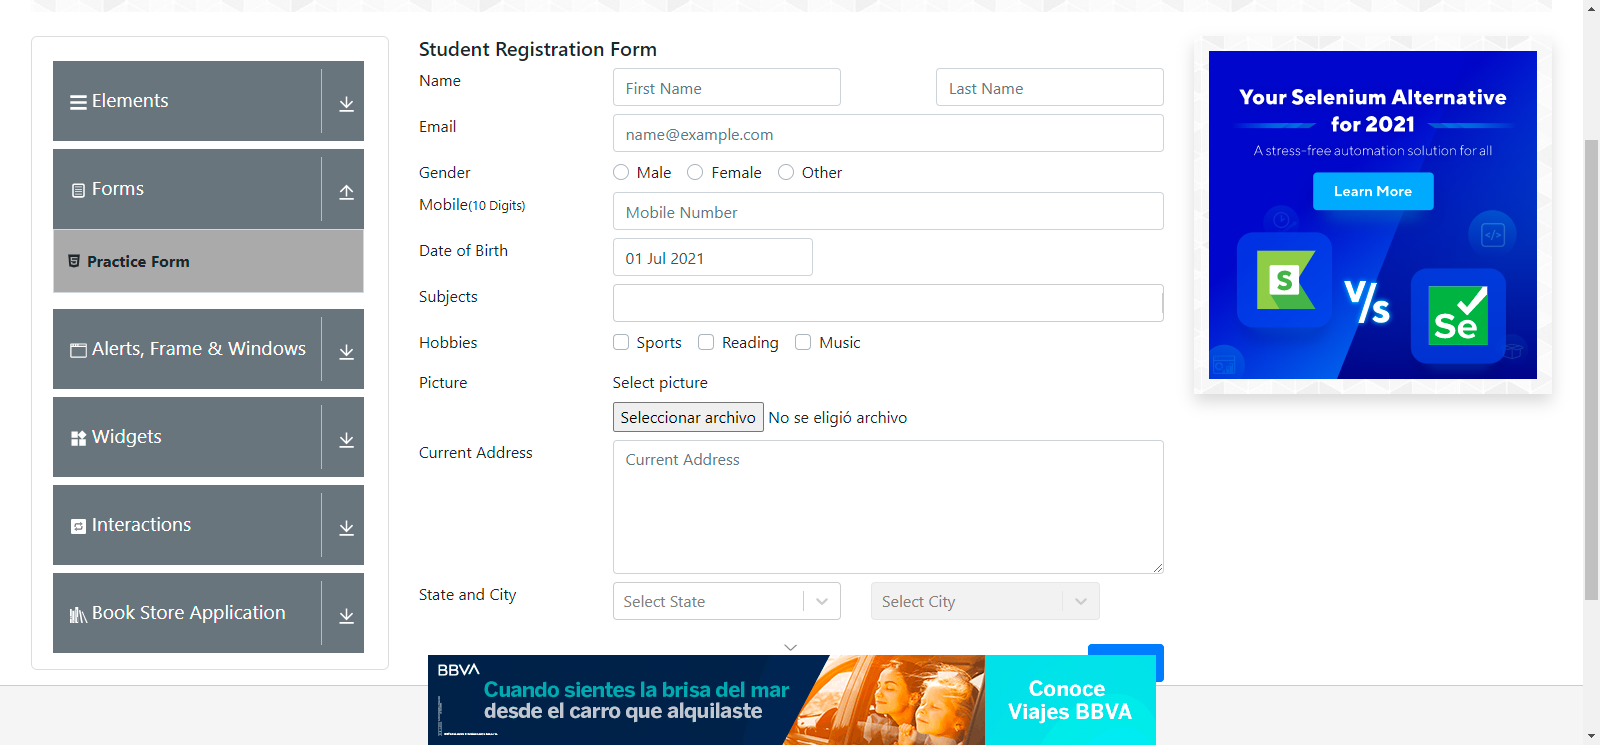 Elements
Forms
Practice Form
Alerts, Frame & Windows
Widgets
Interactions
Book Store Application
Student Registration Form
Name
First Name
Last Name
Email
name@example.com
Gender
Male
Female
Other
Mobile(10 Digits)
Mobile Number
Date of Birth
01 Jul 2021
Subjects
Hobbies
Sports
Reading
Music
Picture
Select picture
Seleccionar archivo No se eligió archivo
Current Address
Current Address
State and City
Select State
Select City
Your Selenium Alternative
for 2021
A stress-free automation solution for all
Learn More
S
V/s
Se
</>
BBVA
Cuando sientes la brisa del mar
desde el carro que alquilaste
Conoce
Viajes BBVA